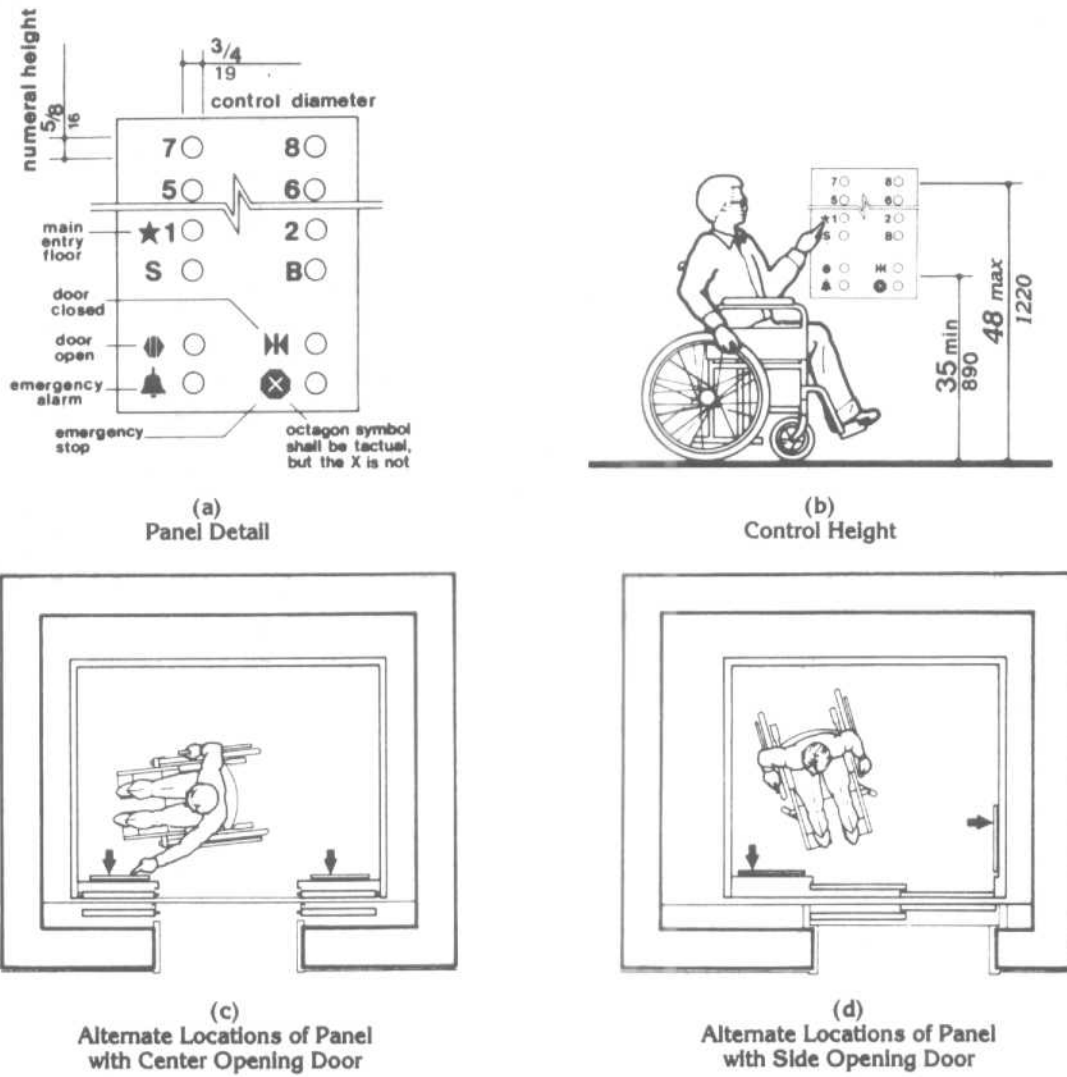 numeral height
5/8
16
3/4
19
control diameter
7 8
5 6
main
entry
floor
★1 2
S B
door
closed
door
open
emergency
alarm
emergency
stop
octagon symbol
shall be tactual,
but the X is not
(a)
Panel Detail
7 8
5 6
★1 2
S B
35 min
890
48 max
1220
(b)
Control Height
(c)
Alternate Locations of Panel
with Center Opening Door
(d)
Alternate Locations of Panel
with Side Opening Door